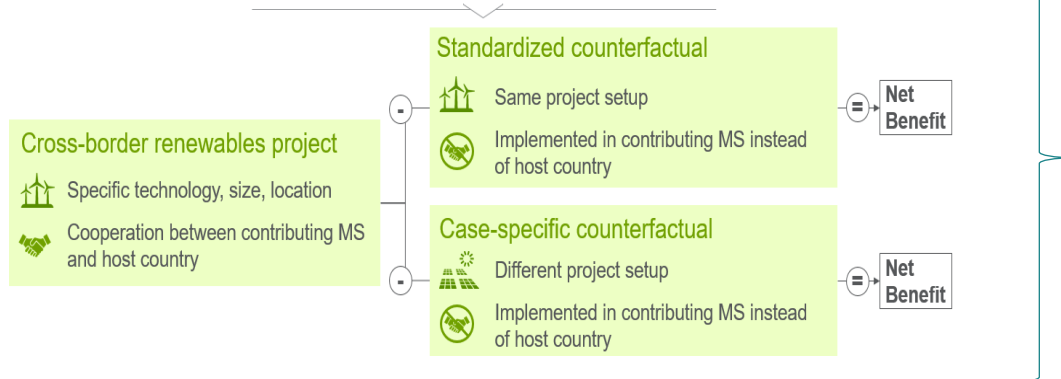 Standardized counterfactual
Same project setup
Implemented in contributing MS instead
of host country
-
=
Net
Benefit
Cross-border renewables project
Specific technology, size, location
Cooperation between contributing MS
and host country
Case-specific counterfactual
Different project setup
Implemented in contributing MS instead
of host country
-
=
Net
Benefit